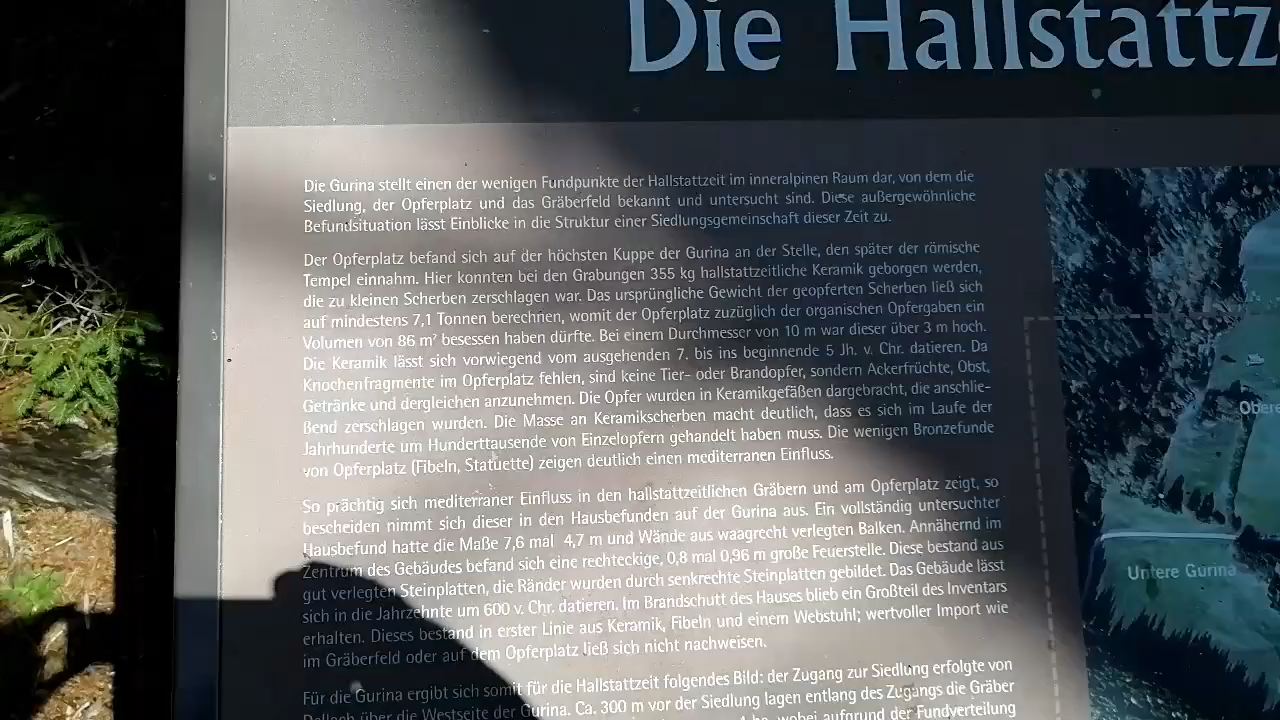 Die Hallstattz
Die Gurina stellt einen der wenigen Fundpunkte der Hallstattzeit im inneralpinen Raum dar, von dem die
Siedlung, der Opferplatz und das Gräberfeld bekannt und untersucht sind. Diese außergewöhnliche
Befundsituation lässt Einblicke in die Struktur einer Siedlungsgemeinschaft dieser Zeit zu.
Der Opferplatz befand sich auf der höchsten Kuppe der Gurina an der Stelle, den später der römische
Tempel einnahm. Hier konnten bei den Grabungen 355 kg hallstattzeitliche Keramik geborgen werden,
die zu kleinen Scherben zerschlagen war. Das ursprüngliche Gewicht der geopferten Scherben ließ sich
auf mindestens 7,1 Tonnen berechnen, womit der Opferplatz zuzüglich der organischen Opfergaben ein
Volumen von 86 m³ besessen haben dürfte. Bei einem Durchmesser von 10 m war dieser über 3 m hoch.
Die Keramik lässt sich vorwiegend vom ausgehenden 7. bis ins beginnende 5 Jh. v. Chr. datieren. Da
Knochenfragmente im Opferplatz fehlen, sind keine Tier- oder Brandopfer, sondern Ackerfrüchte, Obst,
Getränke und dergleichen anzunehmen. Die Opfer wurden in Keramikgefäßen dargebracht, die anschlie-
ßend zerschlagen wurden. Die Masse an Keramikscherben macht deutlich, dass es sich im Laufe der
Jahrhunderte um Hunderttausende von Einzelopfern gehandelt haben muss. Die wenigen Bronzefunde
von Opferplatz (Fibeln, Statuette) zeigen deutlich einen mediterranen Einfluss.
So prächtig sich mediterraner Einfluss in den hallstattzeitlichen Gräbern und am Opferplatz zeigt, so
bescheiden nimmt sich dieser in den Hausbefunden auf der Gurina aus. Ein vollständig untersuchter
Hausbefund hatte die Maße 7,6 mal 4,7 m und Wände aus waagrecht verlegten Balken. Annähernd im
Zentrum des Gebäudes befand sich eine rechteckige, 0,8 mal 0,96 m große Feuerstelle. Diese bestand aus
gut verlegten Steinplatten, die Ränder wurden durch senkrechte Steinplatten gebildet. Das Gebäude lässt
sich in die Jahrzehnte um 600 v. Chr. datieren. Im Brandschutt des Hauses blieb ein Großteil des Inventars
erhalten. Dieses bestand in erster Linie aus Keramik, Fibeln und einem Webstuhl; wertvoller Import wie
im Gräberfeld oder auf dem Opferplatz ließ sich nicht nachweisen.
Für die Gurina ergibt sich somit für die Hallstattzeit folgendes Bild: der Zugang zur Siedlung erfolgte von
Dellach über die Westseite der Gurina. Ca. 300 m vor der Siedlung lagen entlang des Zugangs die Gräber
wobei aufgrund der Fundverteilung
Obere
Untere Gurina